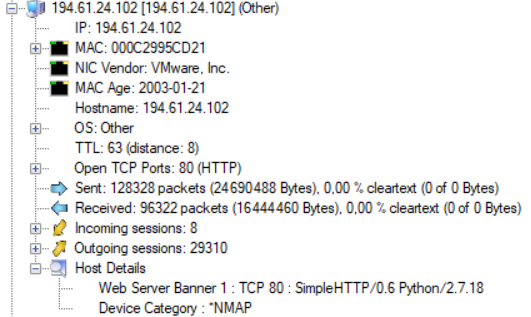 194.61.24.102 [194.61.24.102] (Other)
IP: 194.61.24.102
MAC: 000C2995CD21
NIC Vendor: VMware, Inc.
MAC Age: 2003-01-21
Hostname: 194.61.24.102
OS: Other
TTL: 63 (distance: 8)
Open TCP Ports: 80 (HTTP)
Sent: 128328 packets (24690488 Bytes), 0,00 % cleartext (0 of 0 Bytes)
Received: 96322 packets (16444460 Bytes), 0,00 % cleartext (0 of 0 Bytes)
Incoming sessions: 8
Outgoing sessions: 29310
Host Details
Web Server Banner 1 : TCP 80 : SimpleHTTP/0.6 Python/2.7.18
Device Category : *NMAP